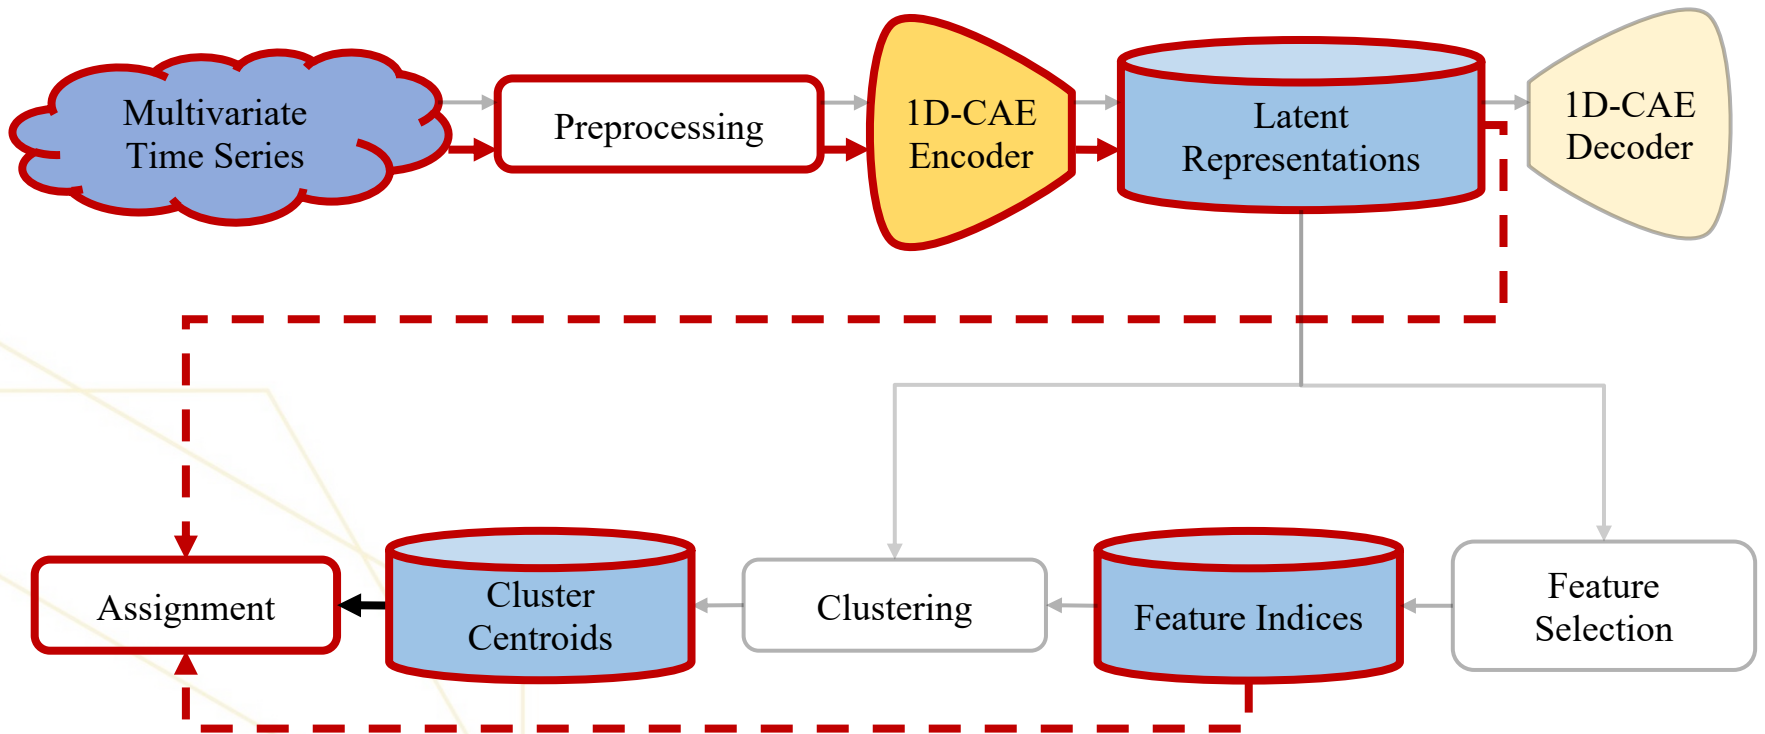 Multivariate
Time Series
Preprocessing
1D-CAE
Encoder
Latent
Representations
1D-CAE
Decoder
Assignment
Cluster
Centroids
Clustering
Feature Indices
Feature
Selection